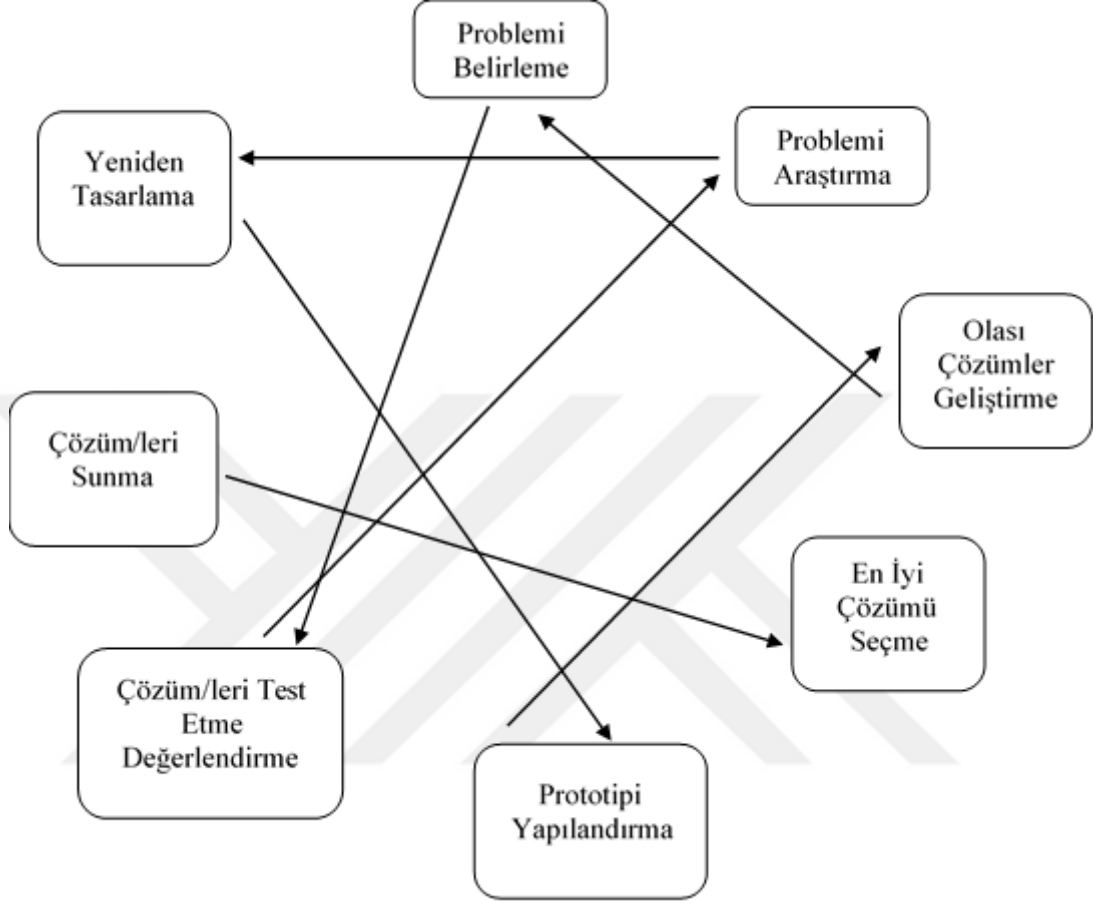 Problemi
Belirleme
Problemi
Araştırma
Yeniden
Tasarlama
Olası
Çözümler
Geliştirme
Çözüm/leri
Sunma
En İyi
Çözümü
Seçme
Çözüm/leri Test
Etme
Değerlendirme
Prototipi
Yapılandırma